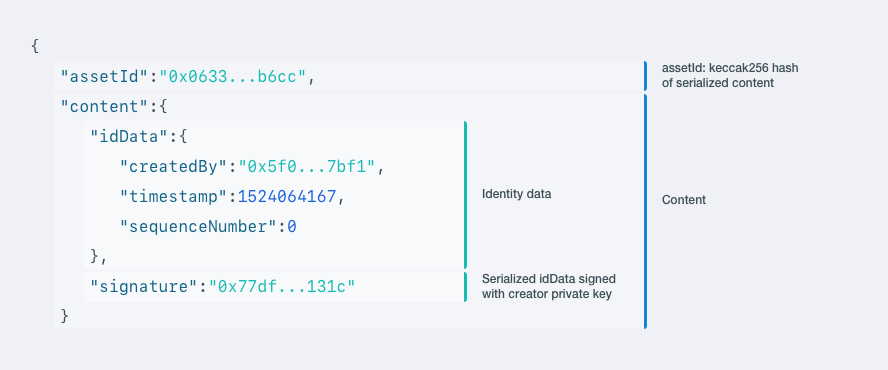 {
"assetId":"0x0633...b6cc",
assetId: keccak256 hash
of serialized content
"content":{
"idData":{
"createdBy":"0x5f0...7bf1",
"timestamp":1524064167,
"sequenceNumber":0
},
Identity data
Content
"signature":"0x77df...131c"
Serialized idData signed
with creator private key
}